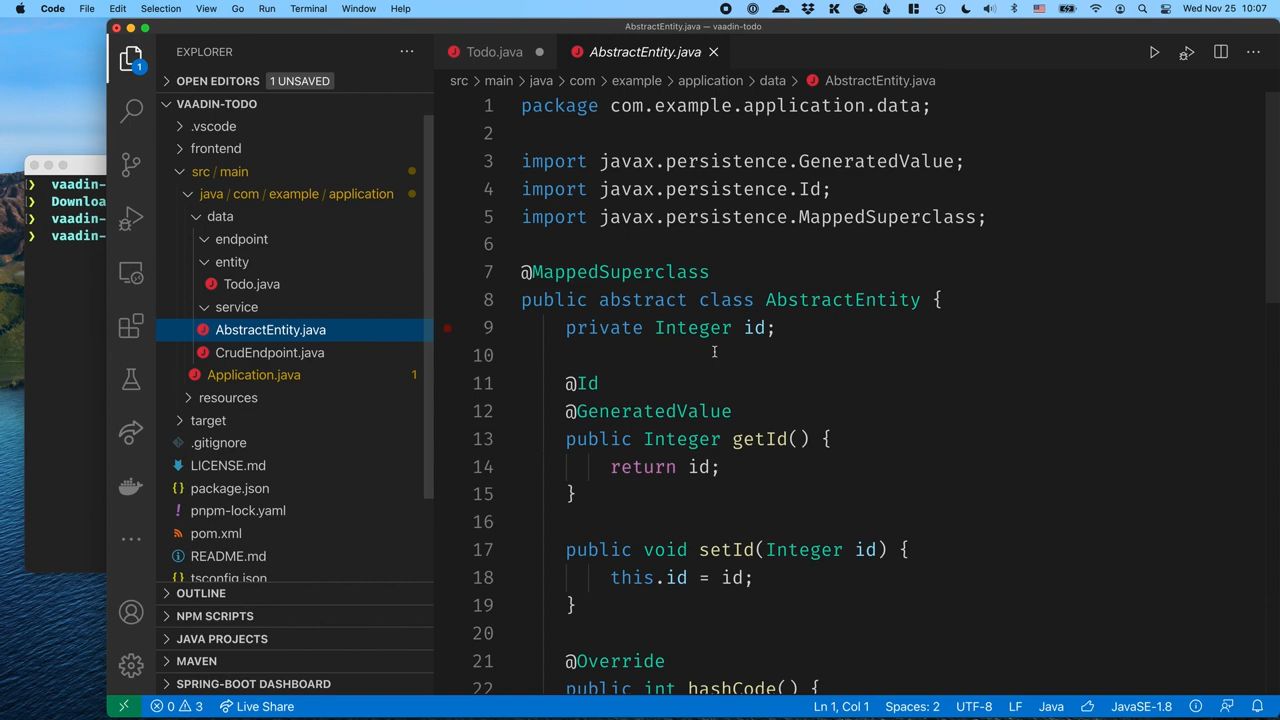 Code File Edit Selection View Go Run Terminal Window Help Wed Nov 25 10:07
AbstractEntity.java — vaadin-todo
vaadin-
Downloa
vaadin-
vaadin-
EXPLORER
OPEN EDITORS 1 UNSAVED
VAADIN-TODO
.vscode
frontend
src / main
java / com / example / application
data
endpoint
entity
Todo.java
service
AbstractEntity.java
CrudEndpoint.java
Application.java 1
resources
target
.gitignore
LICENSE.md
package.json
pnpm-lock.yaml
pom.xml
README.md
tsconfig.json
OUTLINE
NPM SCRIPTS
JAVA PROJECTS
MAVEN
SPRING-BOOT DASHBOARD
1
Todo.java AbstractEntity.java
src > main > java > com > example > application > data > AbstractEntity.java
1 package com.example.application.data;
2
3 import javax.persistence.GeneratedValue;
4 import javax.persistence.Id;
5 import javax.persistence.MappedSuperclass;
6
7 @MappedSuperclass
8 public abstract class AbstractEntity {
9 private Integer id;
10
11 @Id
12 @GeneratedValue
13 public Integer getId() {
14 return id;
15 }
16
17 public void setId(Integer id) {
18 this.id = id;
19 }
20
21 @Override
22 public int hashCode() {
0 3 Live Share Ln 1, Col 1 Spaces: 2 UTF-8 LF Java JavaSE-1.8